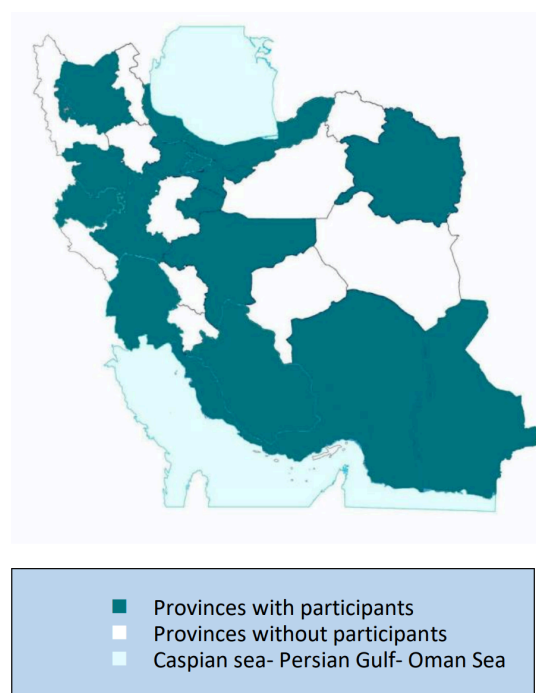 Provinces with participants
Provinces without participants
Caspian sea- Persian Gulf- Oman Sea